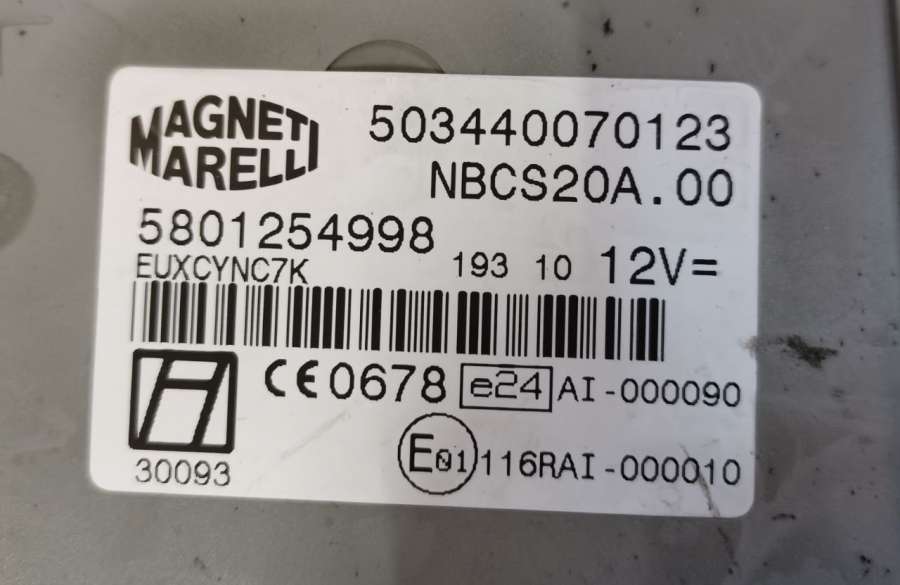 MAGNETI
MARELLI
503440070123
NBCS20A.00
5801254998
EUXCYNC7K
193 10 12V=
CE0678 e24 AI-000090
30093
E01 116RAI-000010